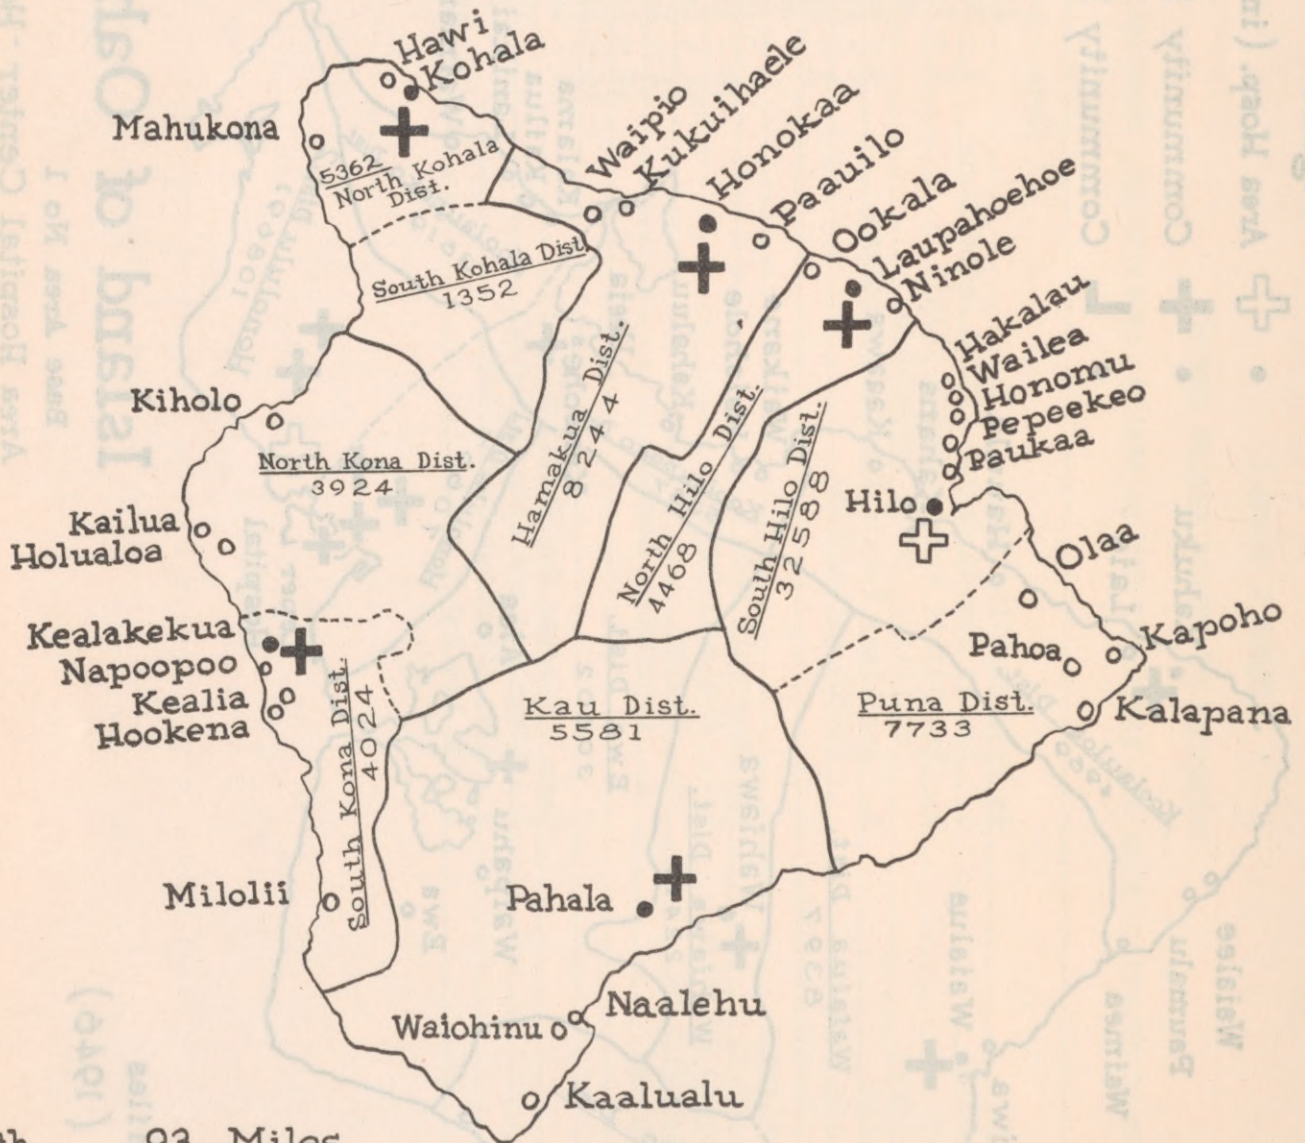 Hawi
Kohala
Mahukona
5362
North Kohala
Dist.
Waipio
Kukuihaele
Honokaa
Paauilo
Ookala
Laupahoehoe
Ninole
South Kohala Dist.
1352
Hakalau
Wailea
Honomu
Pepeekeo
Paukaa
Kiholo
North Kona Dist.
3924
Hamakua Dist.
8244
North Hilo Dist.
4468
South Hilo Dist.
32588
Hilo
Kailua
Holualoa
Olaa
Kealakekua
Napoopoo
Kealia
Hookena
Pahoa
Kapoho
Kalapana
South Kona Dist.
4024
Kau Dist.
5581
Puna Dist.
7733
Milolii
Pahala
Naalehu
Waiohinu
Kaalualu
93 Miles